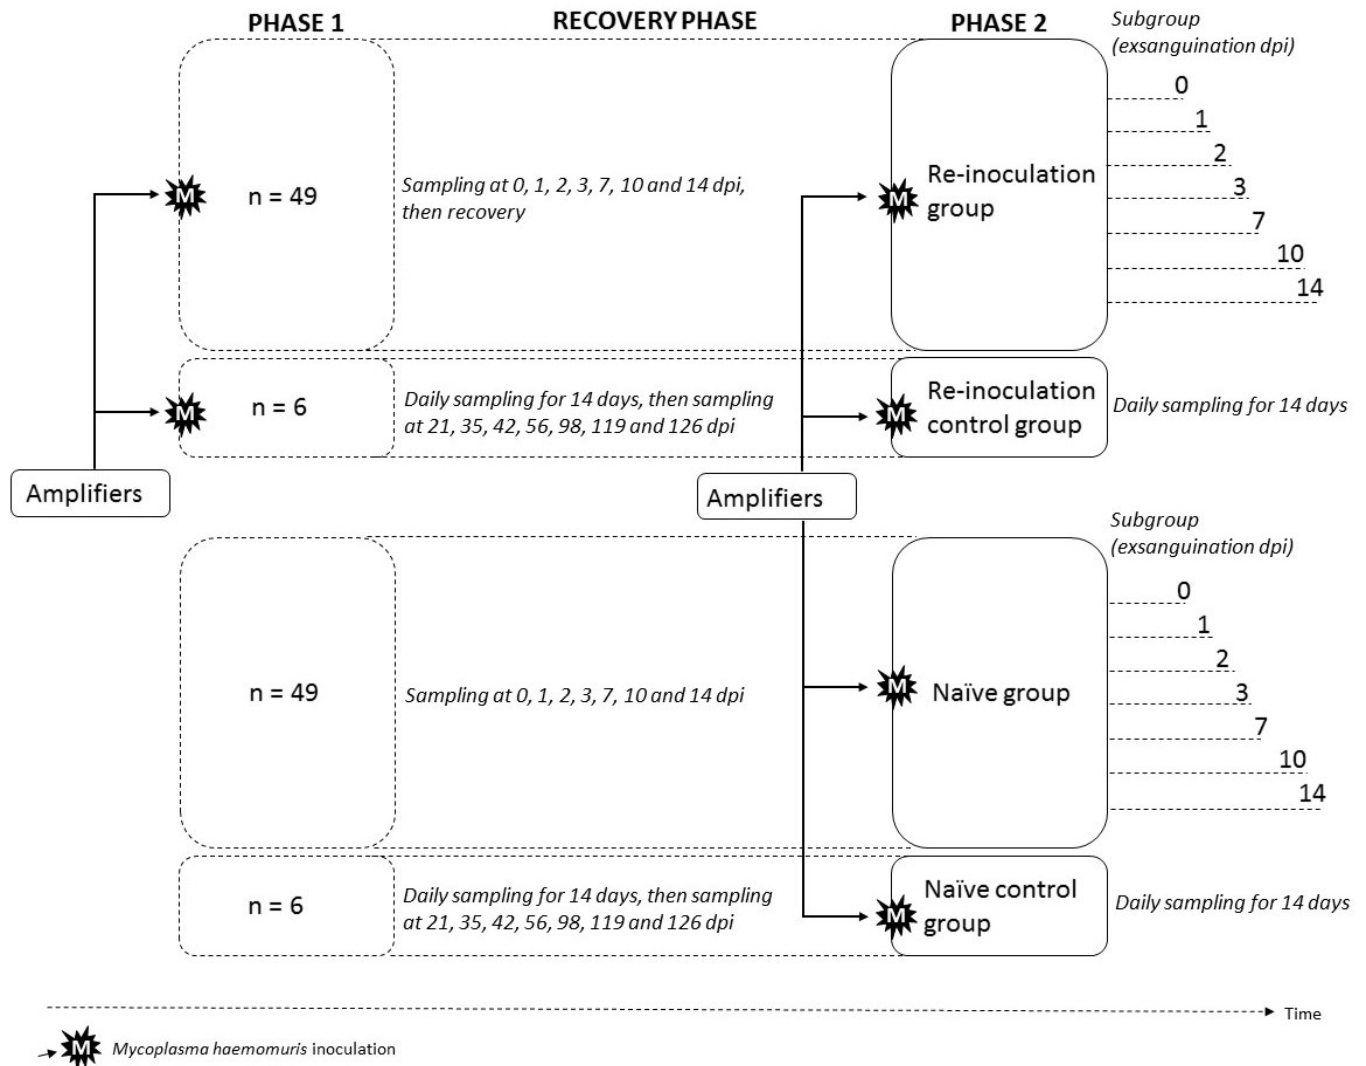 PHASE 1
RECOVERY PHASE
PHASE 2
Subgroup
(exsanguination dpi)
0
1
2
3
7
10
14
M
n = 49
Sampling at 0, 1, 2, 3, 7, 10 and 14 dpi,
then recovery
M
Re-inoculation
group
M
n = 6
Daily sampling for 14 days, then sampling
at 21, 35, 42, 56, 98, 119 and 126 dpi
M
Re-inoculation
control group
Daily sampling for 14 days
Amplifiers
Amplifiers
Subgroup
(exsanguination dpi)
0
1
2
3
7
10
14
n = 49
Sampling at 0, 1, 2, 3, 7, 10 and 14 dpi
M
Naïve group
n = 6
Daily sampling for 14 days, then sampling
at 21, 35, 42, 56, 98, 119 and 126 dpi
M
Naïve control
group
Daily sampling for 14 days
Time
M
Mycoplasma haemomuris inoculation